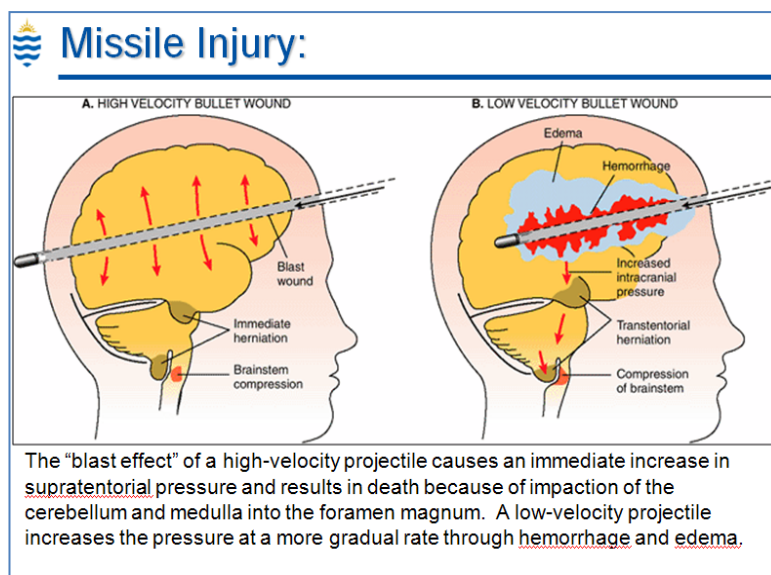 Missile Injury:
A. HIGH VELOCITY BULLET WOUND
Blast
wound
Immediate
herniation
Brainstem
compression
B. LOW VELOCITY BULLET WOUND
Edema
Hemorrhage
Increased
intracranial
pressure
Transtentorial
herniation
Compression
of brainstem
The “blast effect” of a high-velocity projectile causes an immediate increase in
supratentorial pressure and results in death because of impaction of the
cerebellum and medulla into the foramen magnum.  A low-velocity projectile
increases the pressure at a more gradual rate through hemorrhage and edema.